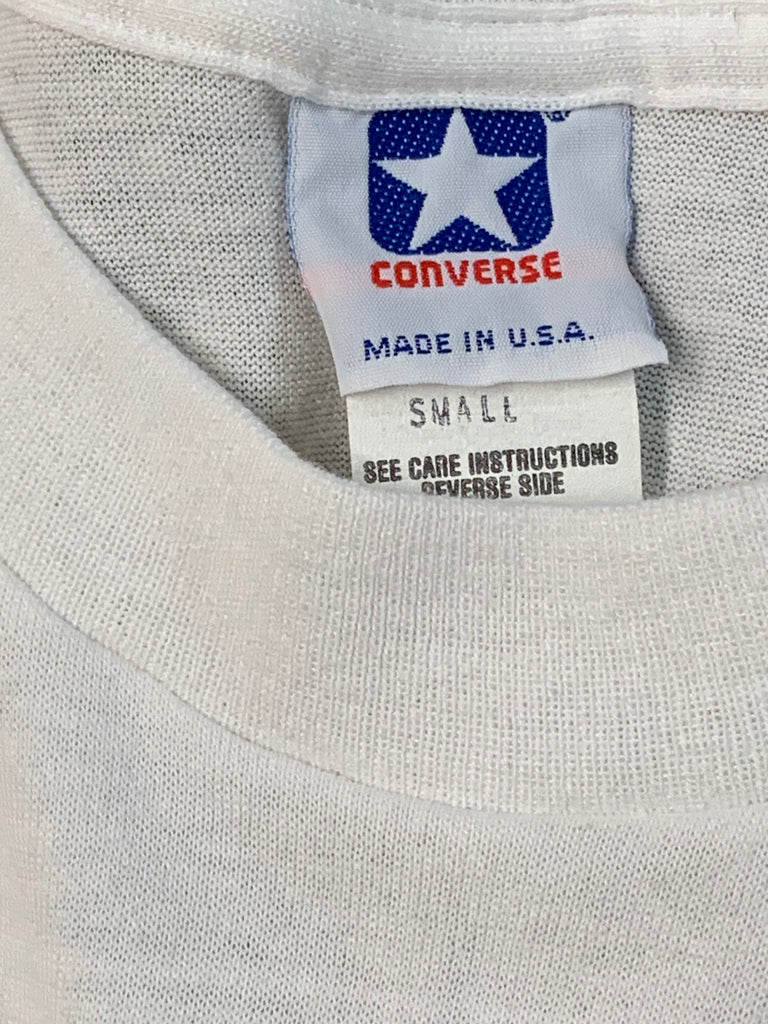 ®
CONVERSE
MADE IN U.S.A.
SMALL
SEE CARE INSTRUCTIONS
REVERSE SIDE